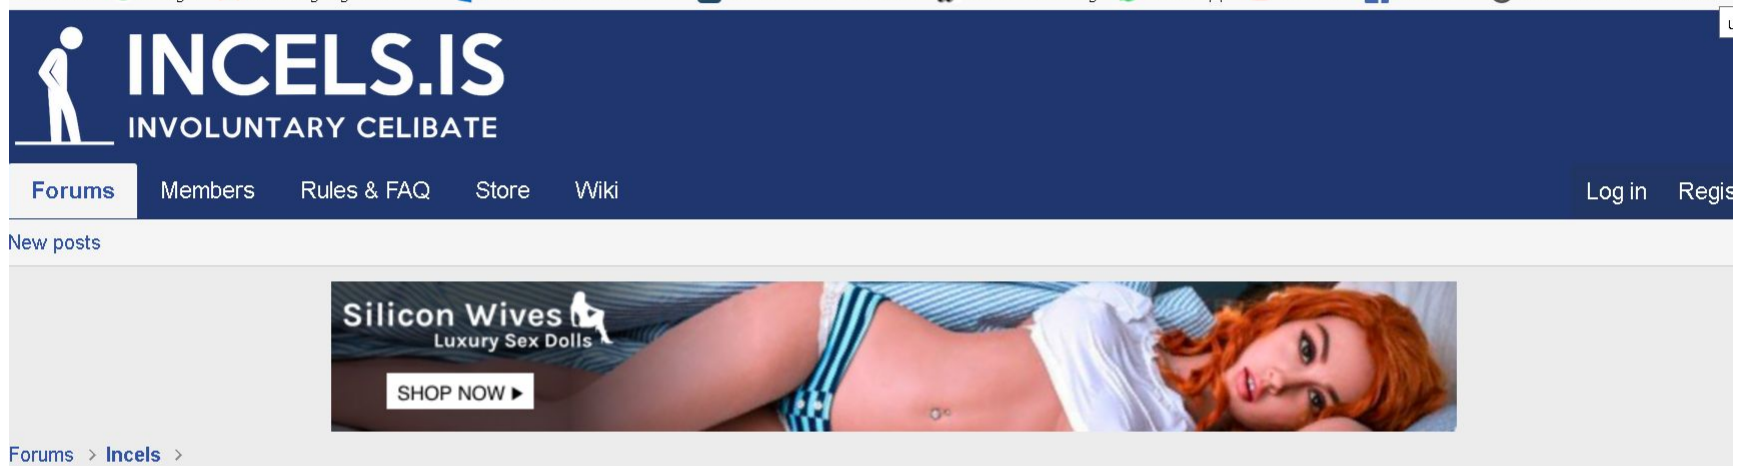 INCELS.IS
INVOLUNTARY CELIBATE
Forums Members Rules & FAQ Store Wiki Log in Regis
New posts
Silicon Wives
Luxury Sex Dolls
SHOP NOW ▶
Forums > Incels >